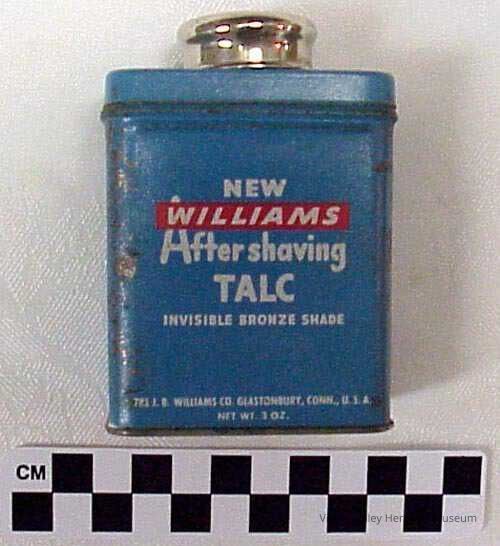 NEW
WILLIAMS
After shaving
TALC
INVISIBLE BRONZE SHADE
THE J. B. WILLIAMS CO. GLASTONBURY, CONN., U.S.A.
NET WT. 3 OZ.
CM